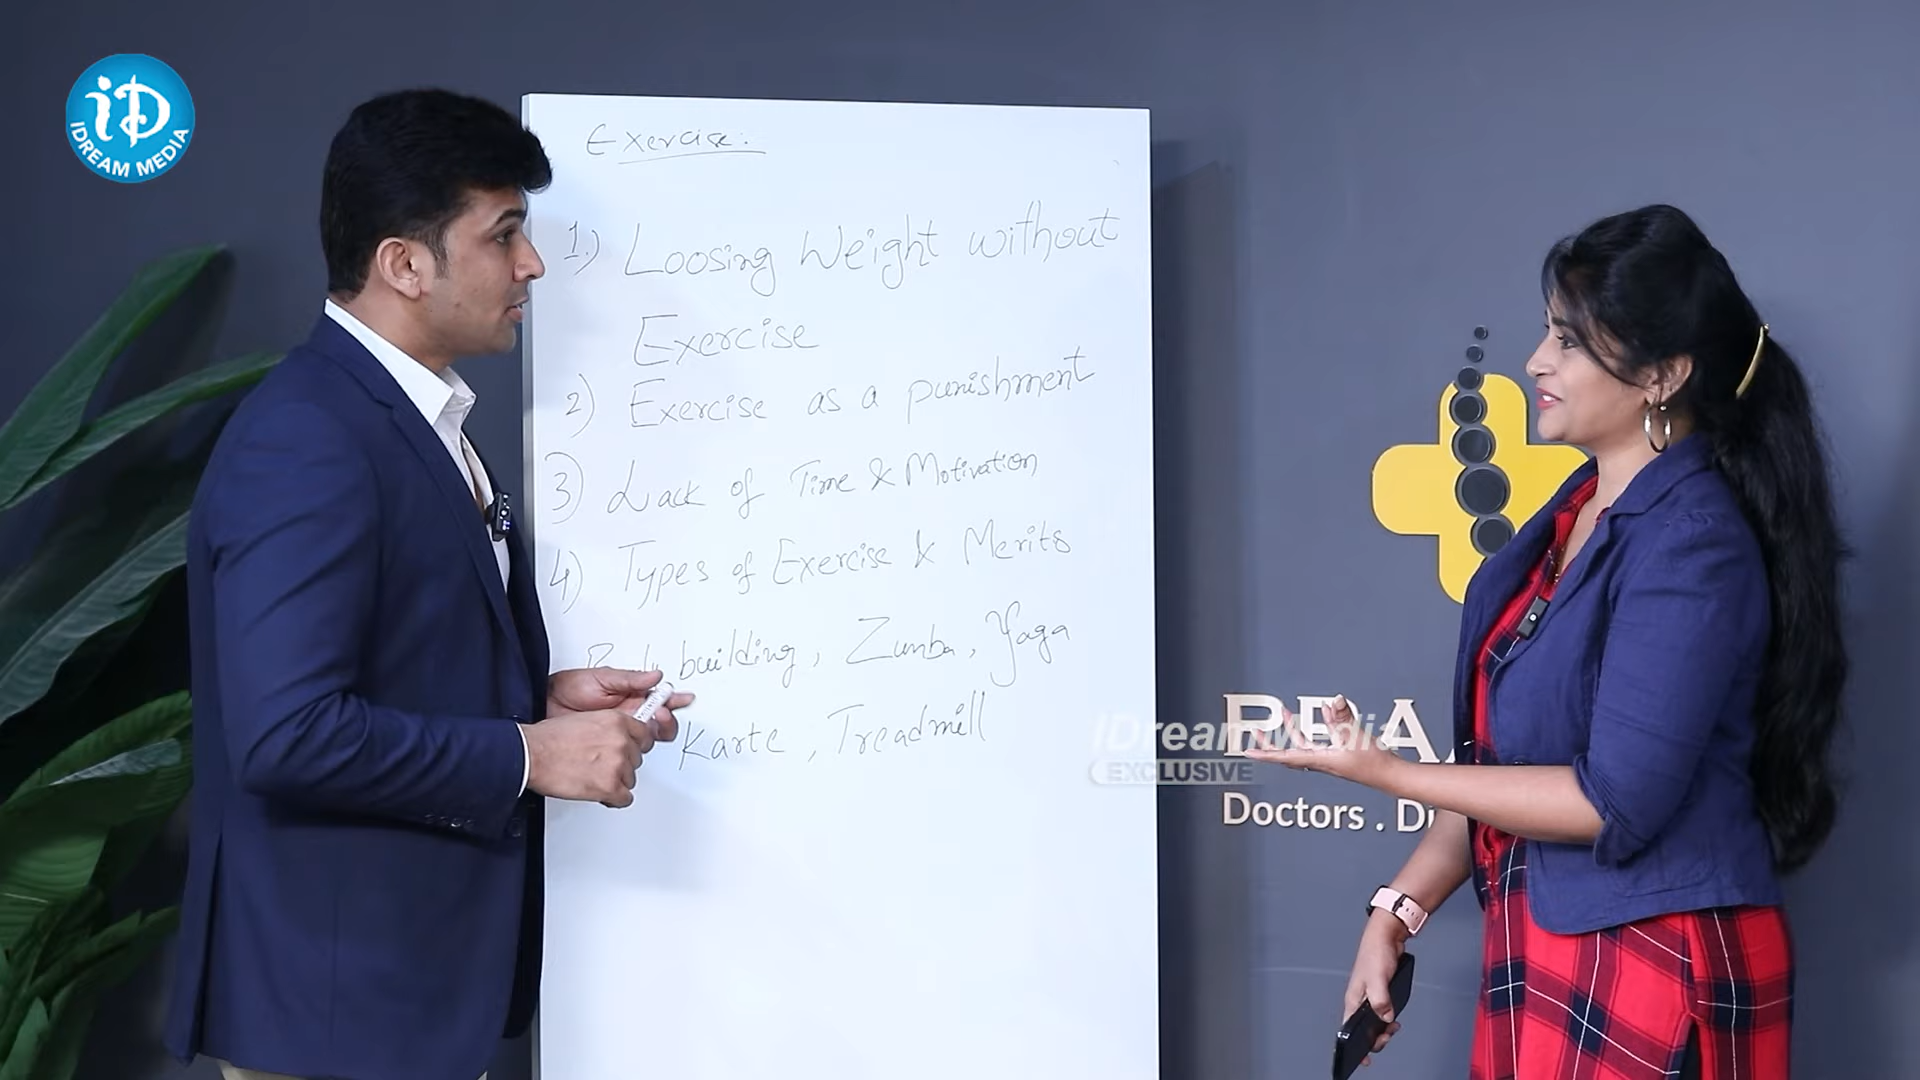 iD
IDREAM MEDIA
Exercise:
1.) Loosing Weight without
Exercise
2) Exercise as a punishment
3) Lack of Time & Motivation
4) Types of Exercise & Merits
building, Zumba, Yoga
Karte, Treadmill
iDreamMedia
EXCLUSIVE
Doctors .